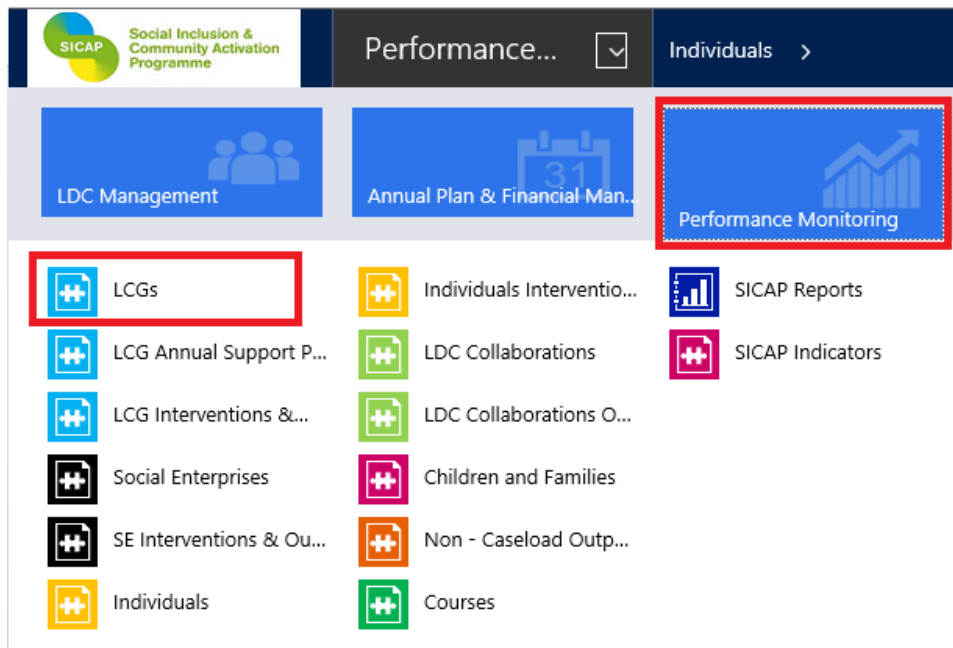 SICAP
Social Inclusion &
Community Activation
Programme
Performance...
Individuals >
LDC Management
31
Annual Plan & Financial Man...
Performance Monitoring
LCGs
Individuals Interventio...
SICAP Reports
LCG Annual Support P...
LDC Collaborations
SICAP Indicators
LCG Interventions &...
LDC Collaborations O...
Social Enterprises
Children and Families
SE Interventions & Ou...
Non - Caseload Outp...
Individuals
Courses